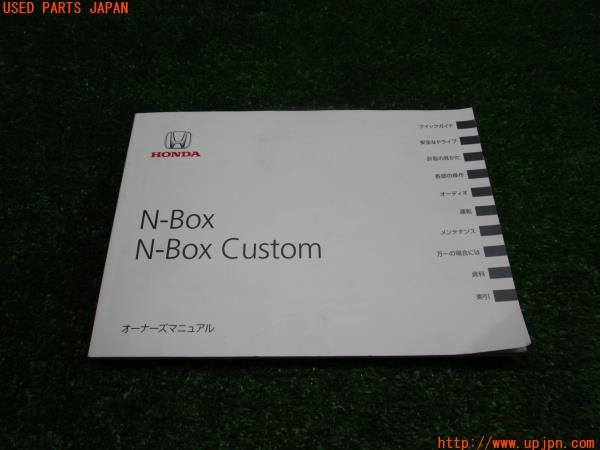 USED PARTS JAPAN
HONDA
N-Box
N-Box Custom
オーナーズマニュアル
クイックガイド
安全なドライブ
計器の見かた
各部の操作
オーディオ
運転
メンテナンス
万一の場合には
資料
索引
http://www.upjpn.com